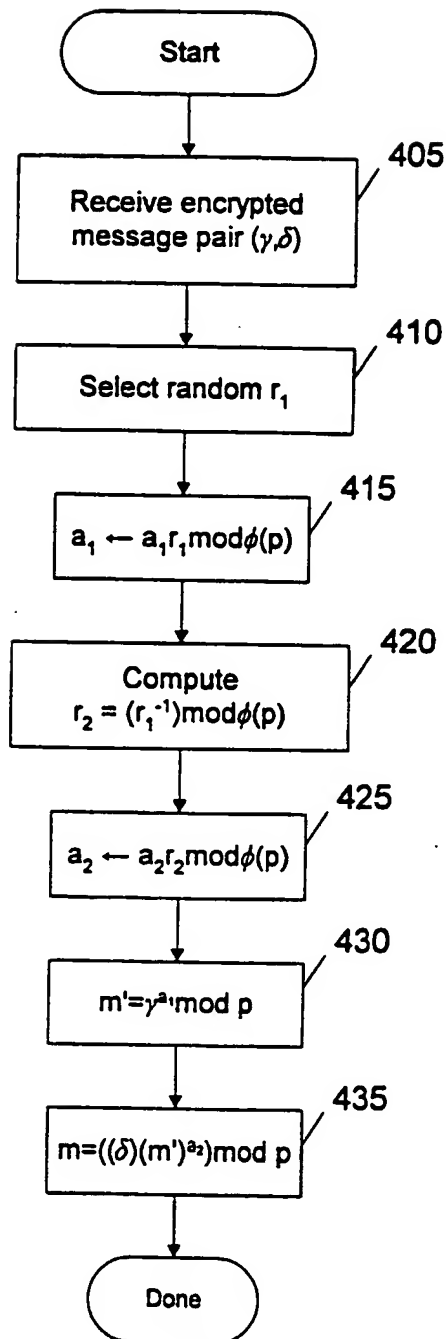 Start
405
Receive encrypted
message pair (γ,δ)
410
Select random r₁
415
a₁ ← a₁r₁modϕ(p)
420
Compute
r₂ = (r₁⁻¹)modϕ(p)
425
a₂ ← a₂r₂modϕ(p)
430
m'=γᵃ¹mod p
435
m=((δ)(m')ᵃ²)mod p
Done